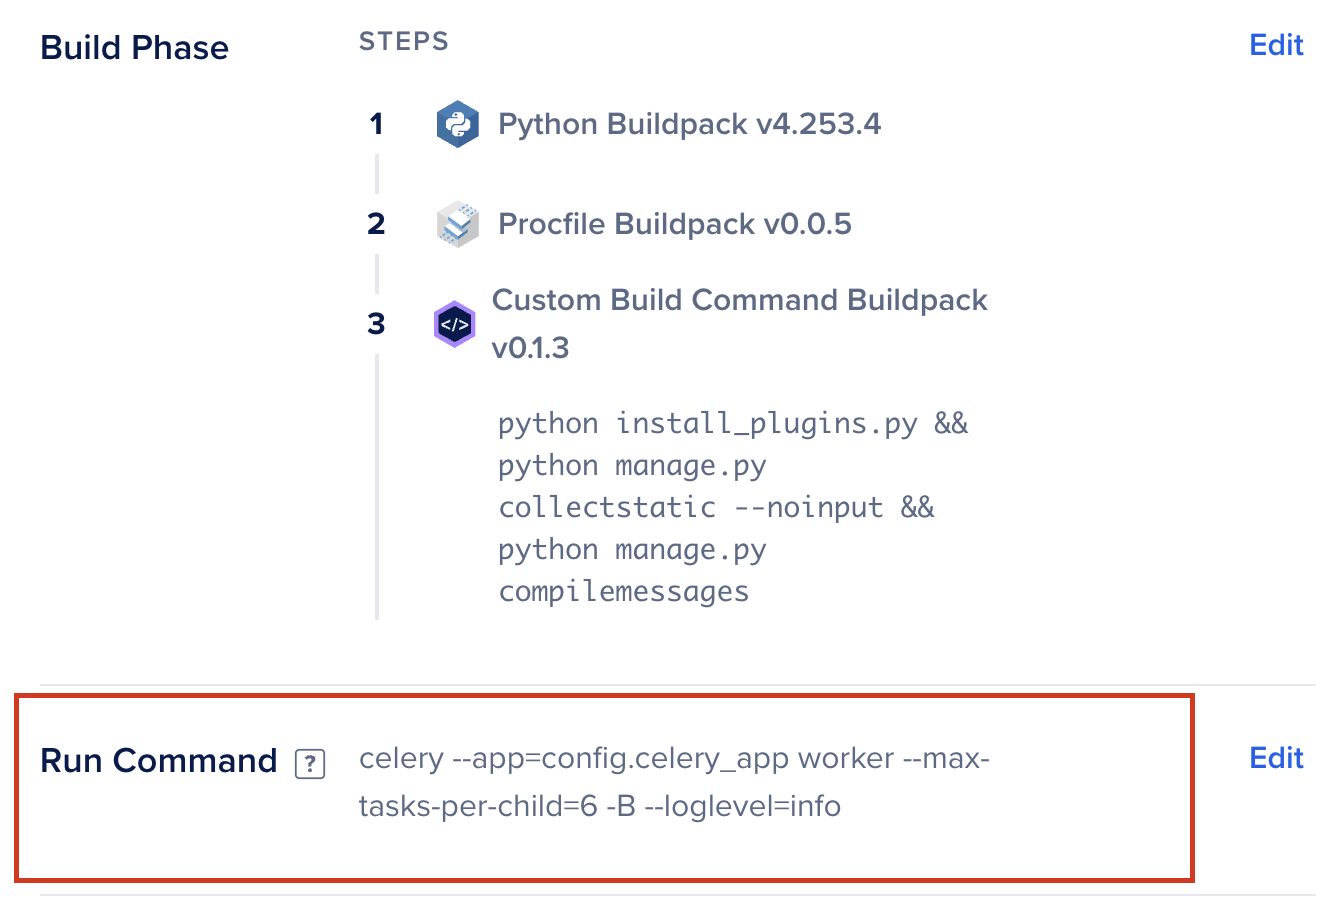 Build Phase
STEPS
Edit
1
Python Buildpack v4.253.4
2
Procfile Buildpack v0.0.5
3
</>
Custom Build Command Buildpack
v0.1.3
python install_plugins.py &&
python manage.py
collectstatic --noinput &&
python manage.py
compilemessages
Run Command ?
celery --app=config.celery_app worker --max-
tasks-per-child=6 -B --loglevel=info
Edit